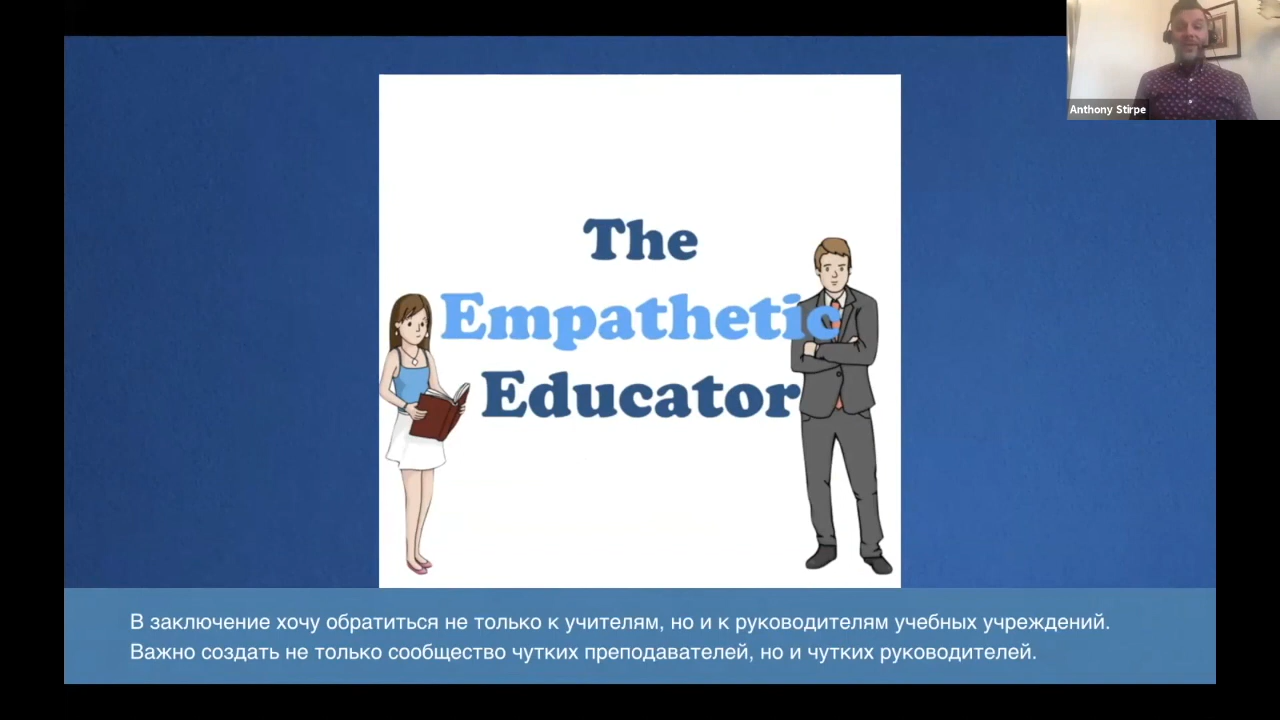 Anthony Stirpe
The
Empathetic
Educator
В заключение хочу обратиться не только к учителям, но и к руководителям учебных учреждений.
Важно создать не только сообщество чутких преподавателей, но и чутких руководителей.